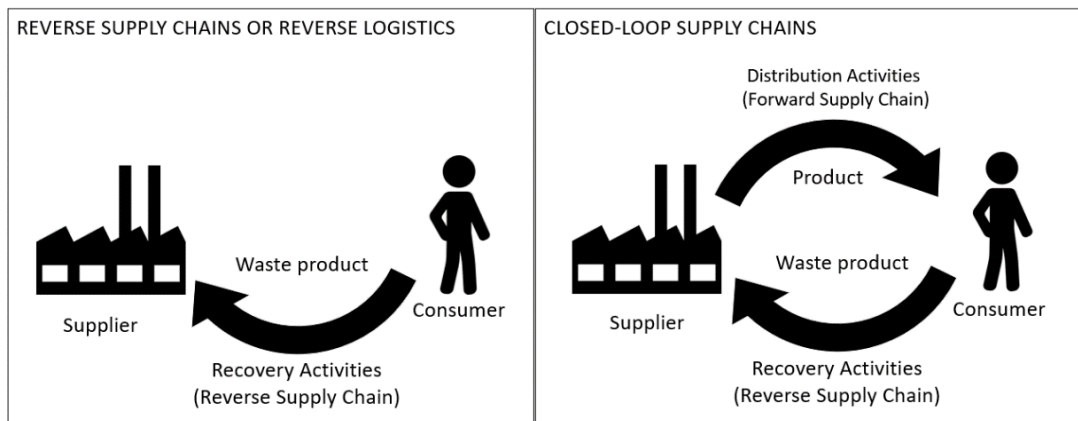 REVERSE SUPPLY CHAINS OR REVERSE LOGISTICS
Waste product
Supplier
Consumer
Recovery Activities
(Reverse Supply Chain)
CLOSED-LOOP SUPPLY CHAINS
Distribution Activities
(Forward Supply Chain)
Product
Waste product
Supplier
Consumer
Recovery Activities
(Reverse Supply Chain)